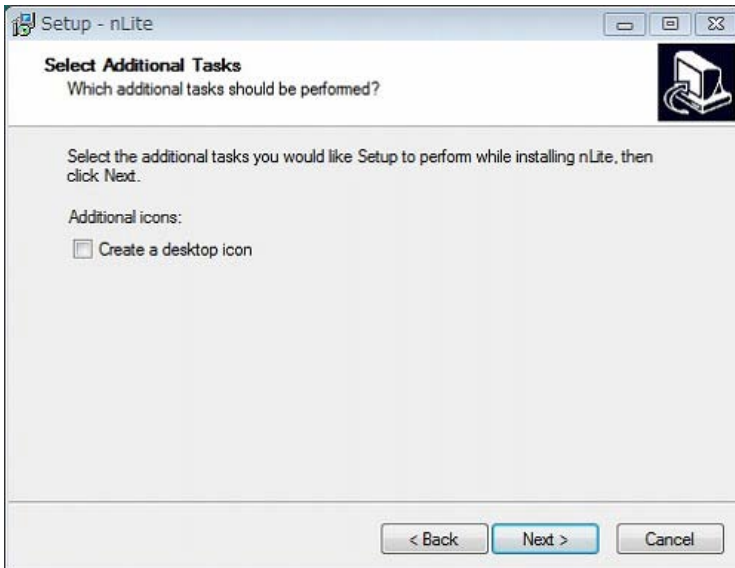 Setup - nLite
Select Additional Tasks
Which additional tasks should be performed?
Select the additional tasks you would like Setup to perform while installing nLite, then
click Next.
Additional icons:
Create a desktop icon
< Back
Next >
Cancel